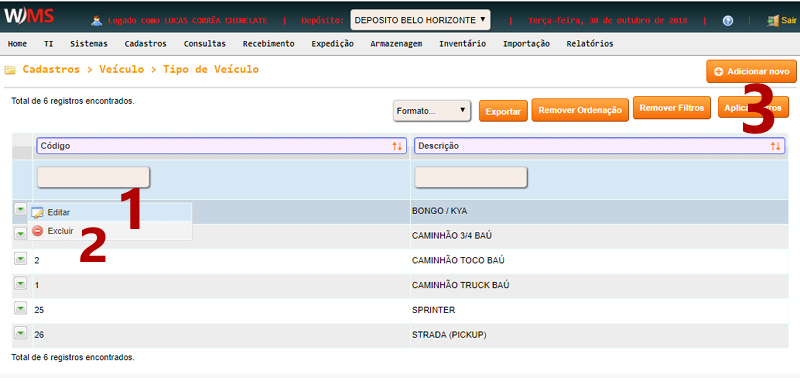 WMS Logado como LUCAS CORRÊA CHINELATE | Depósito: DEPOSITO BELO HORIZONTE | Terça-feira, 30 de outubro de 2018 | | Sair
Home TI Sistemas Cadastros Consultas Recebimento Expedição Armazenagem Inventário Importação Relatórios
Cadastros > Veículo > Tipo de Veículo
Adicionar novo
Total de 6 registros encontrados.
Formato... Exportar Remover Ordenação Remover Filtros
3
Código Descrição
Editar 1 BONGO / KYA
Excluir 2 CAMINHÃO 3/4 BAÚ
2 CAMINHÃO TOCO BAÚ
1 CAMINHÃO TRUCK BAÚ
25 SPRINTER
26 STRADA (PICKUP)
Total de 6 registros encontrados.